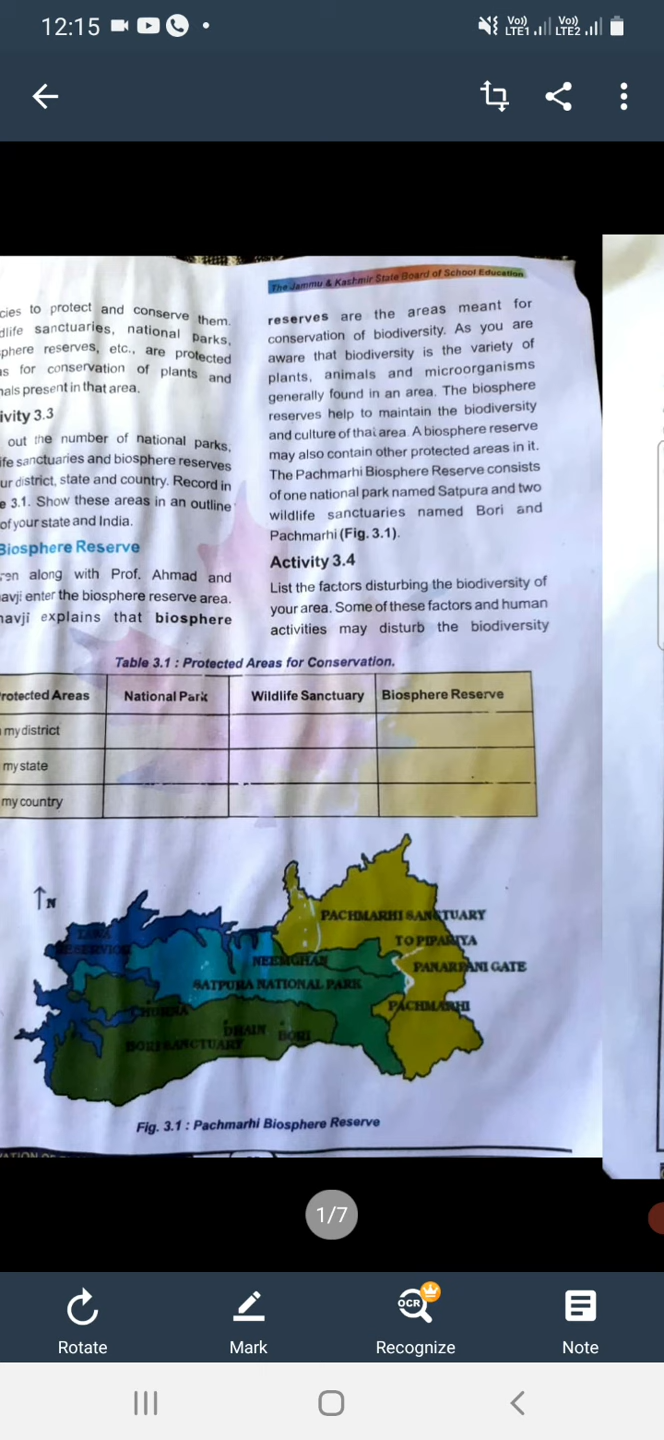 12:15
Vo))
LTE1
Vo))
LTE2
The Jammu & Kashmir State Board of School Education
cies to protect and conserve them.
dlife sanctuaries, national parks,
phere reserves, etc., are protected
as for conservation of plants and
nals present in that area.
ivity 3.3
out the number of national parks,
ife sanctuaries and biosphere reserves
ur district, state and country. Record in
e 3.1. Show these areas in an outline
of your state and India.
Biosphere Reserve
ren along with Prof. Ahmad and
avji enter the biosphere reserve area.
navji explains that biosphere
reserves are the areas meant for
conservation of biodiversity. As you are
aware that biodiversity is the variety of
plants, animals and microorganisms
generally found in an area. The biosphere
reserves help to maintain the biodiversity
and culture of that area. A biosphere reserve
may also contain other protected areas in it.
The Pachmarhi Biosphere Reserve consists
of one national park named Satpura and two
wildlife sanctuaries named Bori and
Pachmarhi (Fig. 3.1).
Activity 3.4
List the factors disturbing the biodiversity of
your area. Some of these factors and human
activities may disturb the biodiversity
Table 3.1 : Protected Areas for Conservation.
rotected Areas National Park Wildlife Sanctuary Biosphere Reserve
my district
my state
my country
N
PACHMARHI SANCTUARY
TAWA
RESERVIOR
TO PIPARIYA
NEEMGHAN
PANARPANI GATE
SATPURA NATIONAL PARK
CHURNA
PACHMARHI
DHAIN BORI
BORI SANCTUARY
Fig. 3.1 : Pachmarhi Biosphere Reserve
1/7
OCR
Rotate Mark Recognize Note